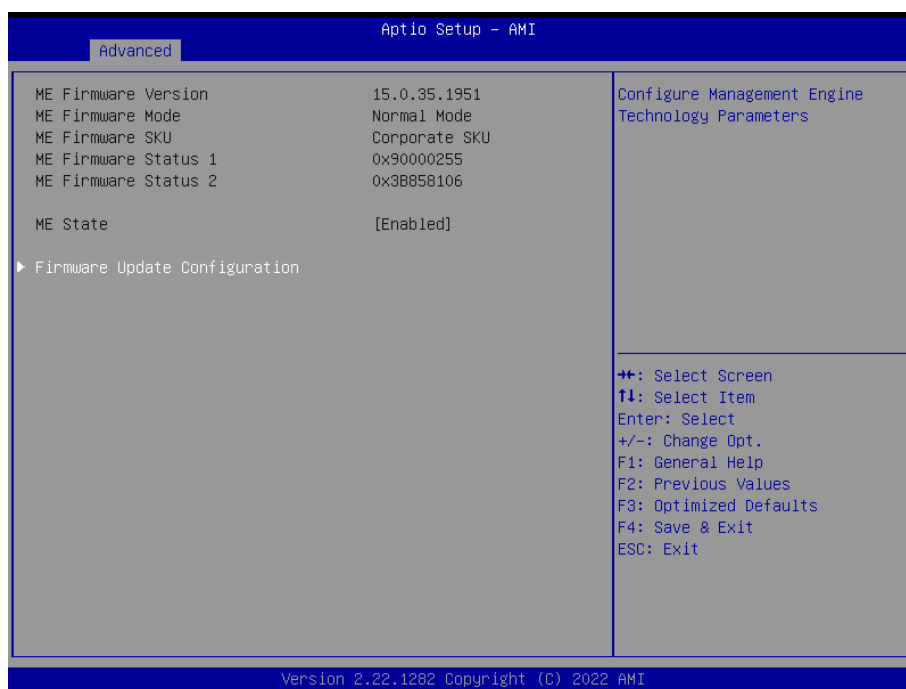 Aptio Setup – AMI
Advanced
ME Firmware Version 15.0.35.1951
ME Firmware Mode Normal Mode
ME Firmware SKU Corporate SKU
ME Firmware Status 1 0x90000255
ME Firmware Status 2 0x3B858106
ME State [Enabled]
▶ Firmware Update Configuration
Configure Management Engine
Technology Parameters
→←: Select Screen
↑↓: Select Item
Enter: Select
+/-: Change Opt.
F1: General Help
F2: Previous Values
F3: Optimized Defaults
F4: Save & Exit
ESC: Exit
Version 2.22.1282 Copyright (C) 2022 AMI